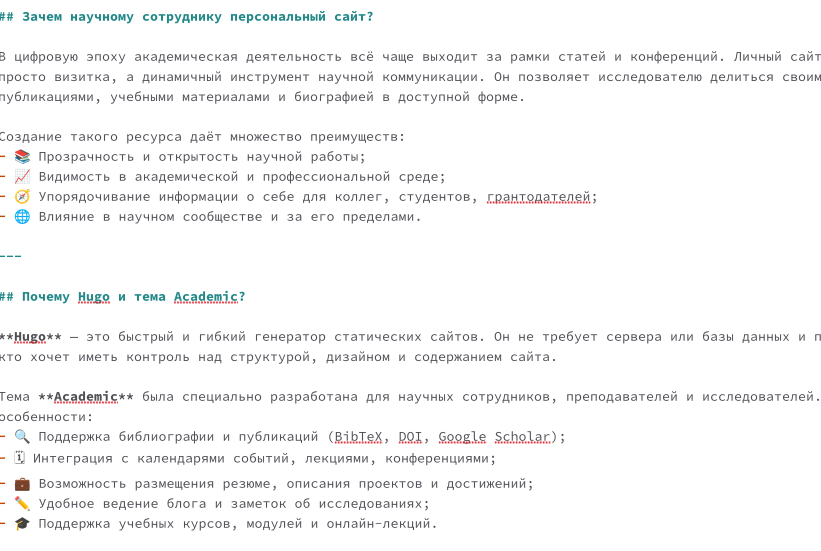 ## Зачем научному сотруднику персональный сайт?
В цифровую эпоху академическая деятельность всё чаще выходит за рамки статей и конференций. Личный сайт
просто визитка, а динамичный инструмент научной коммуникации. Он позволяет исследователю делиться своим
публикациями, учебными материалами и биографией в доступной форме.
Создание такого ресурса даёт множество преимуществ:
- 📚 Прозрачность и открытость научной работы;
- 📈 Видимость в академической и профессиональной среде;
- 🧭 Упорядочивание информации о себе для коллег, студентов, грантодателей;
- 🌐 Влияние в научном сообществе и за его пределами.
---
## Почему Hugo и тема Academic?
**Hugo** — это быстрый и гибкий генератор статических сайтов. Он не требует сервера или базы данных и п
кто хочет иметь контроль над структурой, дизайном и содержанием сайта.
Тема **Academic** была специально разработана для научных сотрудников, преподавателей и исследователей.
особенности:
- 🔍 Поддержка библиографии и публикаций (BibTeX, DOI, Google Scholar);
- 🗓 Интеграция с календарями событий, лекциями, конференциями;
- 💼 Возможность размещения резюме, описания проектов и достижений;
- ✏️ Удобное ведение блога и заметок об исследованиях;
- 🎓 Поддержка учебных курсов, модулей и онлайн-лекций.